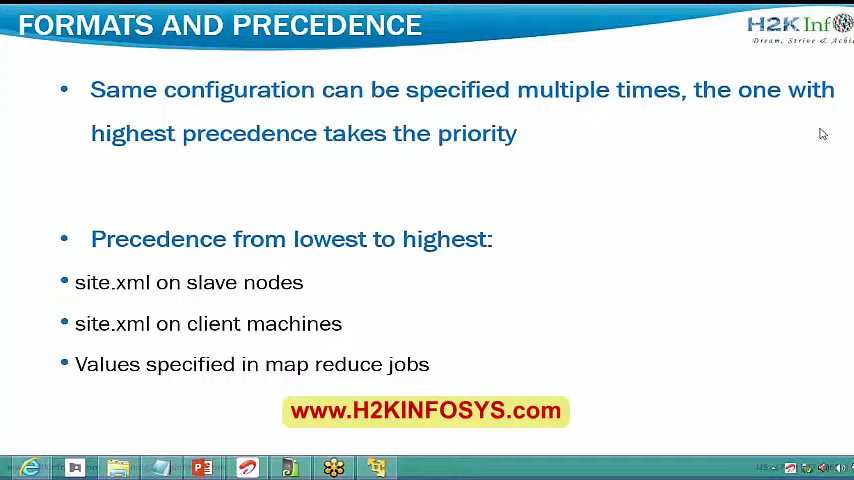 FORMATS AND PRECEDENCE
H2K Inf
Dream, Strive & Achi
• Same configuration can be specified multiple times, the one with
highest precedence takes the priority
• Precedence from lowest to highest:
• site.xml on slave nodes
• site.xml on client machines
• Values specified in map reduce jobs
www.H2KINFOSYS.com